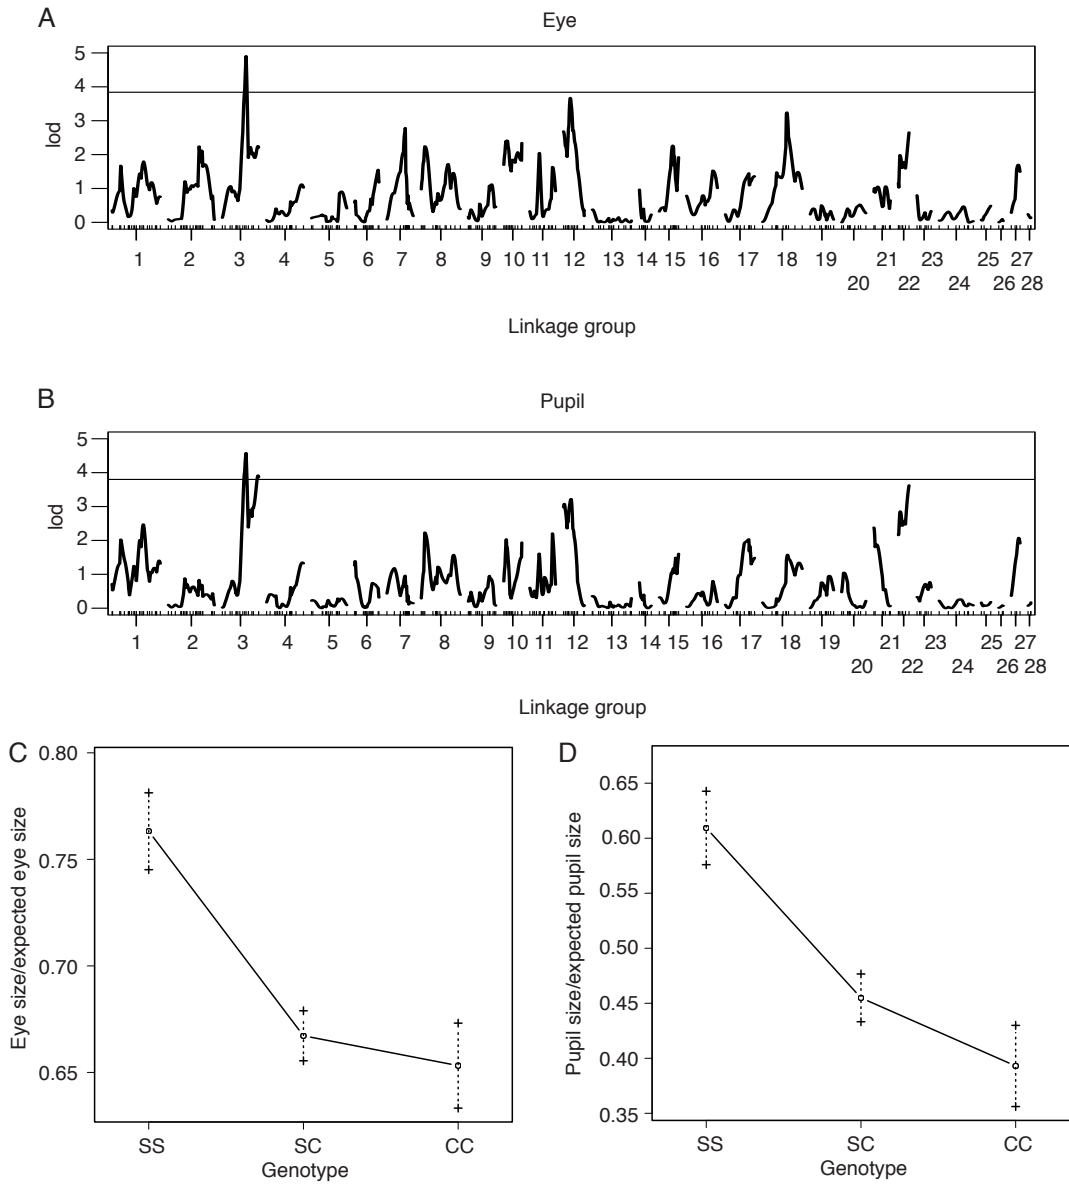 A
Eye
5
4
3
2
1
0
lod
1 2 3 4 5 6 7 8 9 10 11 12 13 14 15 16 17 18 19 21 23 25 27
20 22 24 26 28
Linkage group
B
Pupil
5
4
3
2
1
0
lod
1 2 3 4 5 6 7 8 9 10 11 12 13 14 15 16 17 18 19 21 23 25 27
20 22 24 26 28
Linkage group
C
0.80
0.75
0.70
0.65
Eye size/expected eye size
SS SC CC
Genotype
D
0.65
0.60
0.55
0.50
0.45
0.40
0.35
Pupil size/expected pupil size
SS SC CC
Genotype